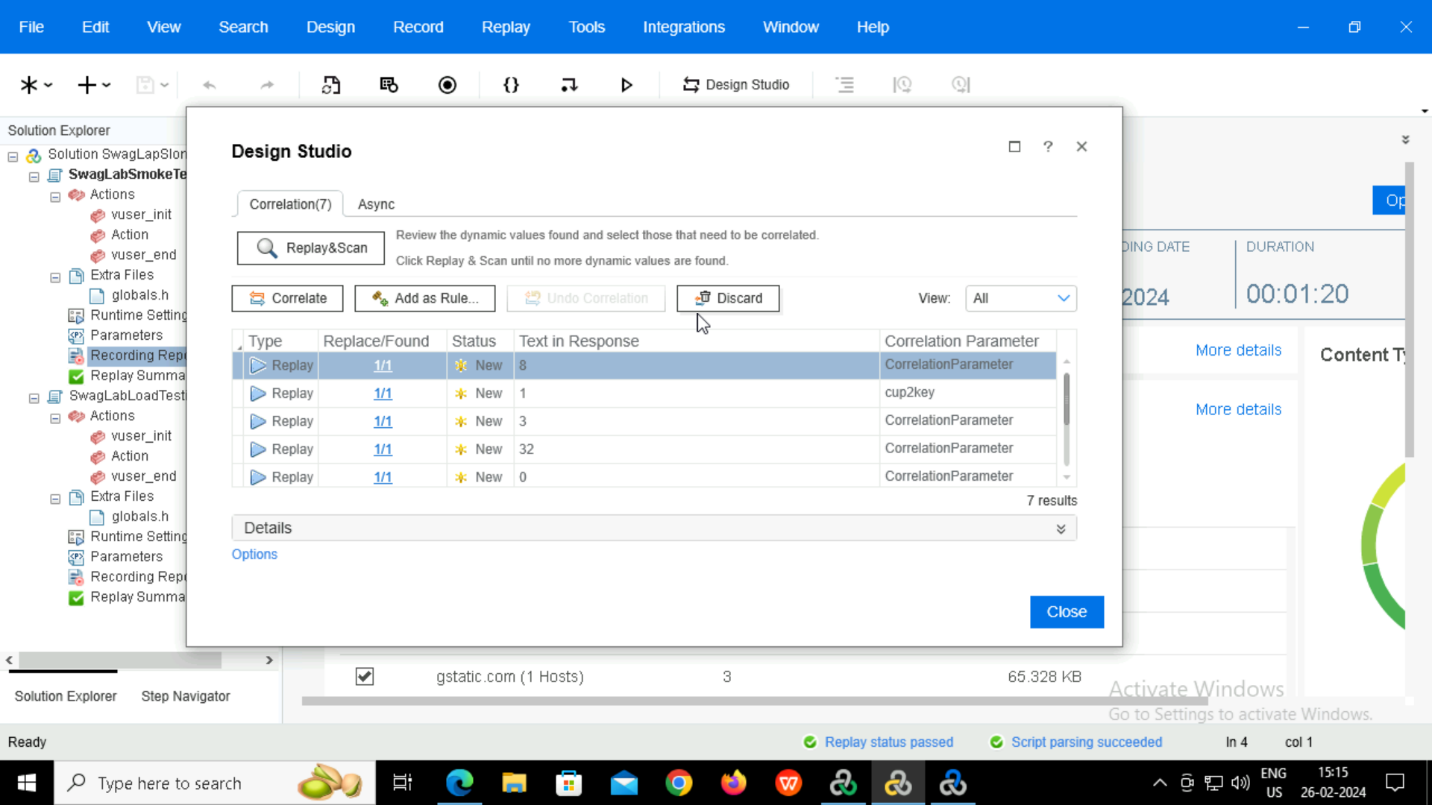 File Edit View Search Design Record Replay Tools Integrations Window Help
Design Studio
Solution Explorer
Solution SwagLapSlon
SwagLabSmokeTe
Actions
vuser_init
Action
vuser_end
Extra Files
globals.h
Runtime Setting
Parameters
Recording Repo
Replay Summa
SwagLabLoadTest
Actions
vuser_init
Action
vuser_end
Extra Files
globals.h
Runtime Setting
Parameters
Recording Repo
Replay Summa
Solution Explorer Step Navigator
Design Studio
?
Correlation(7) Async
Replay&Scan
Review the dynamic values found and select those that need to be correlated.
Click Replay & Scan until no more dynamic values are found.
Correlate Add as Rule... Undo Correlation Discard View: All
Type Replace/Found Status Text in Response Correlation Parameter
Replay 1/1 New 8 CorrelationParameter
Replay 1/1 New 1 cup2key
Replay 1/1 New 3 CorrelationParameter
Replay 1/1 New 32 CorrelationParameter
Replay 1/1 New 0 CorrelationParameter
7 results
Details
Options
Close
Op
DING DATE DURATION
2024 00:01:20
More details
Content Ty
More details
gstatic.com (1 Hosts) 3 65.328 KB
Activate Windows
Go to Settings to activate Windows.
Ready Replay status passed Script parsing succeeded ln 4 col 1
Type here to search
ENG
US
15:15
26-02-2024